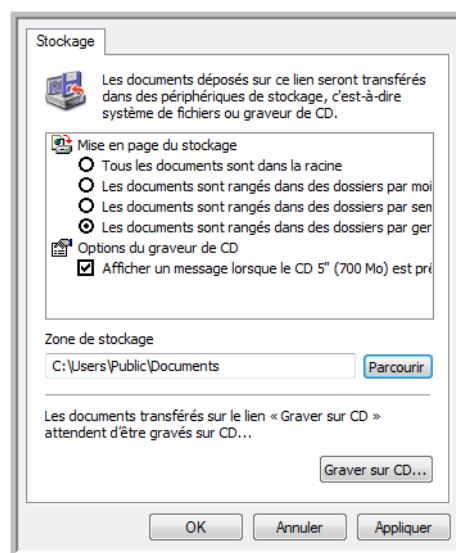 Stockage
Les documents déposés sur ce lien seront transférés
dans des périphériques de stockage, c'est-à-dire
système de fichiers ou graveur de CD.
Mise en page du stockage
Tous les documents sont dans la racine
Les documents sont rangés dans des dossiers par moi
Les documents sont rangés dans des dossiers par sem
Les documents sont rangés dans des dossiers par ger
Options du graveur de CD
Afficher un message lorsque le CD 5" (700 Mo) est pré
Zone de stockage
C:\Users\Public\Documents
Parcourir
Les documents transférés sur le lien « Graver sur CD »
attendent d'être gravés sur CD...
Graver sur CD...
OK
Annuler
Appliquer